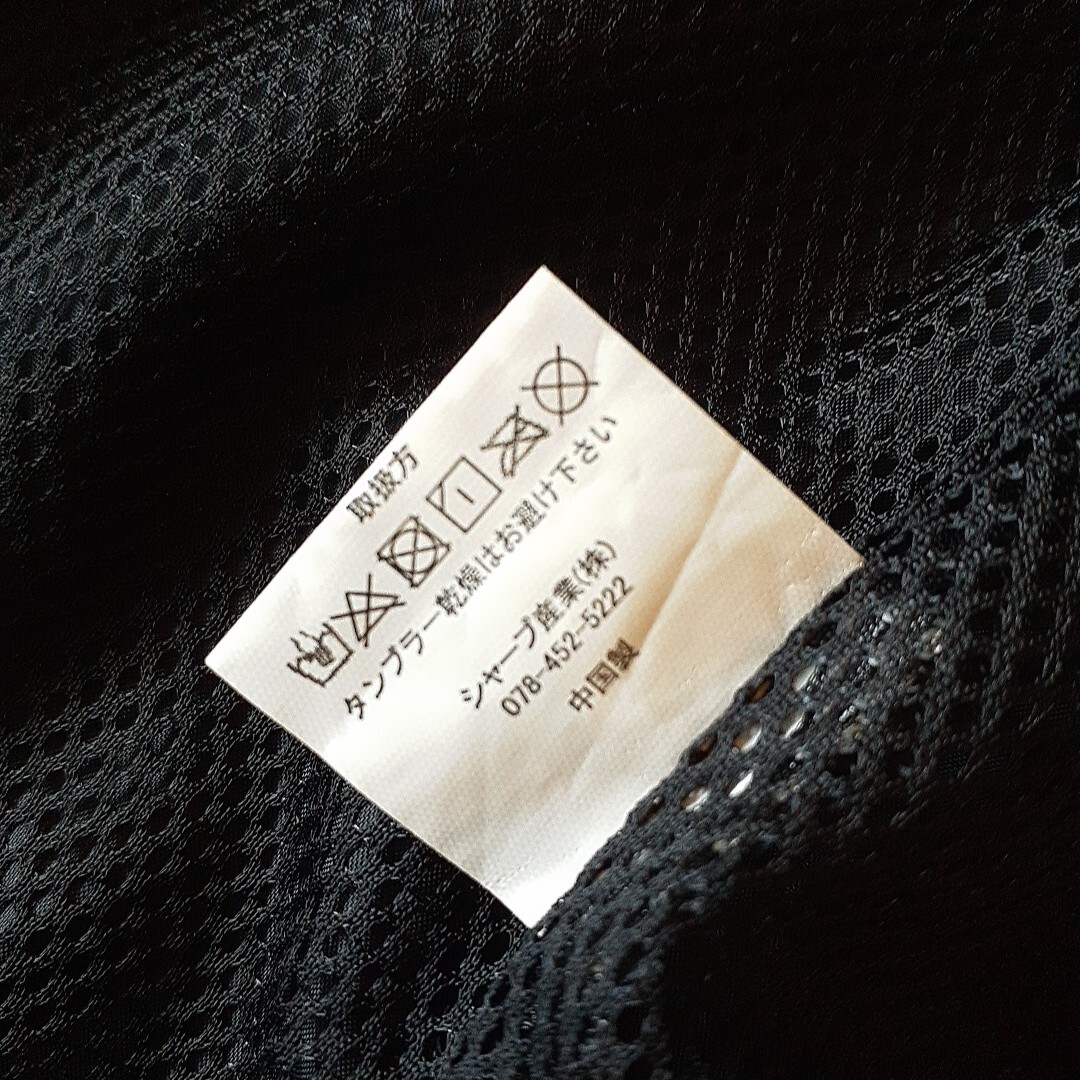 取扱方
タンブラー乾燥はお避け下さい
シャープ産業(株)
078-452-5222
中国製